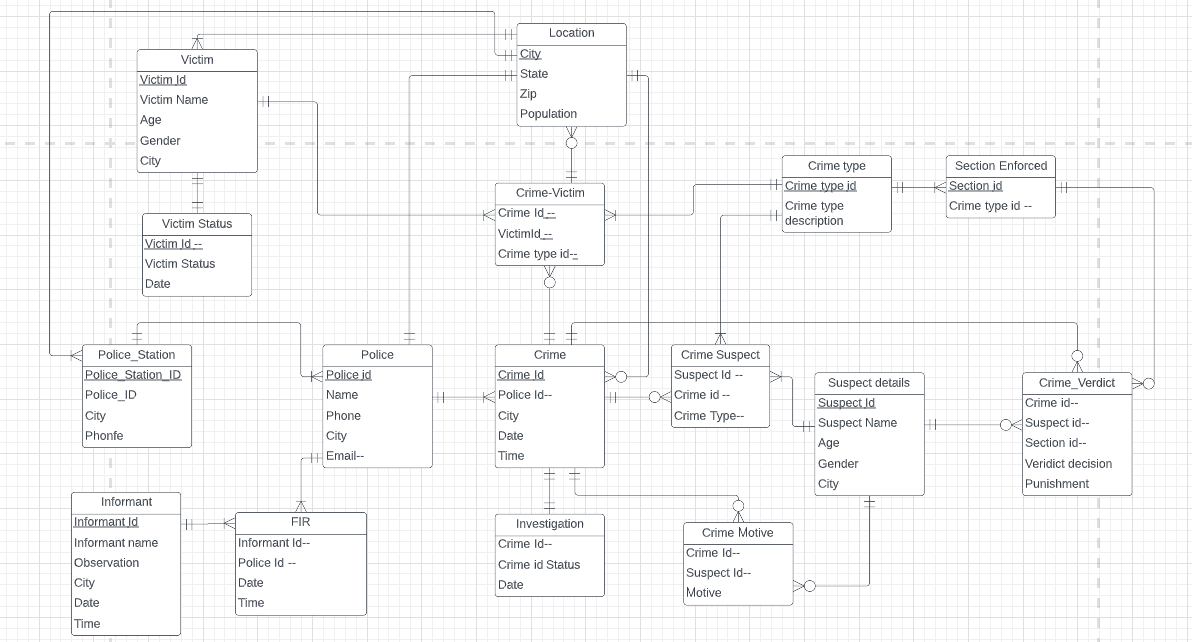 Location
City
State
Zip
Population
Victim
Victim Id
Victim Name
Age
Gender
City
Crime type
Crime type id
Crime type
description
Section Enforced
Section id
Crime type id --
Crime-Victim
Crime Id --
VictimId --
Crime type id--
Victim Status
Victim Id --
Victim Status
Date
Police_Station
Police_Station_ID
Police_ID
City
Phonfe
Police
Police id
Name
Phone
City
Email--
Crime
Crime Id
Police Id--
City
Date
Time
Crime Suspect
Suspect Id --
Crime id --
Crime Type--
Suspect details
Suspect Id
Suspect Name
Age
Gender
City
Crime_Verdict
Crime id--
Suspect id--
Section id--
Veridict decision
Punishment
Informant
Informant Id
Informant name
Observation
City
Date
Time
FIR
Informant Id--
Police Id --
Date
Time
Investigation
Crime Id--
Crime id Status
Date
Crime Motive
Crime Id--
Suspect Id--
Motive